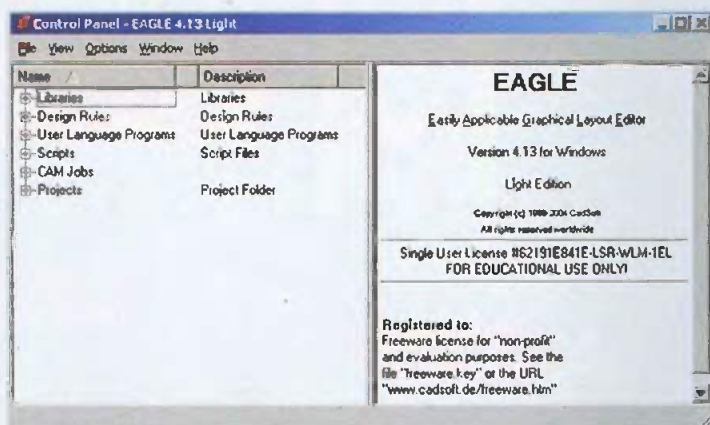 Control Panel - EAGLE 4.13 Light
File View Options Window Help
Name Description
Libraries Libraries
Design Rules Design Rules
User Language Programs User Language Programs
Scripts Script Files
CAM Jobs
Projects Project Folder
EAGLE
Easily Applicable Graphical Layout Editor
Version 4.13 for Windows
Light Edition
Copyright (c) 1988-2004 CadSoft
All rights reserved worldwide
Single User License #62191E841E-LSR-WLM-1EL
FOR EDUCATIONAL USE ONLY!
Registered to:
Freeware license for "non-profit"
and evaluation purposes. See the
file "freeware.key" or the URL
"www.cadsoft.de/freeware.htm"